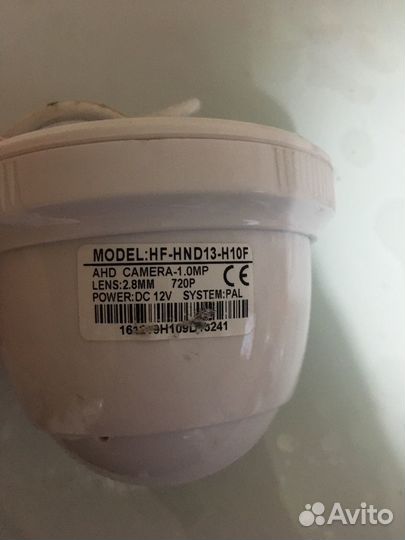 MODEL:HF-HND13-H10F
AHD CAMERA-1.0MP
LENS:2.8MM 720P
CE
POWER:DC 12V SYSTEM:PAL
Avito